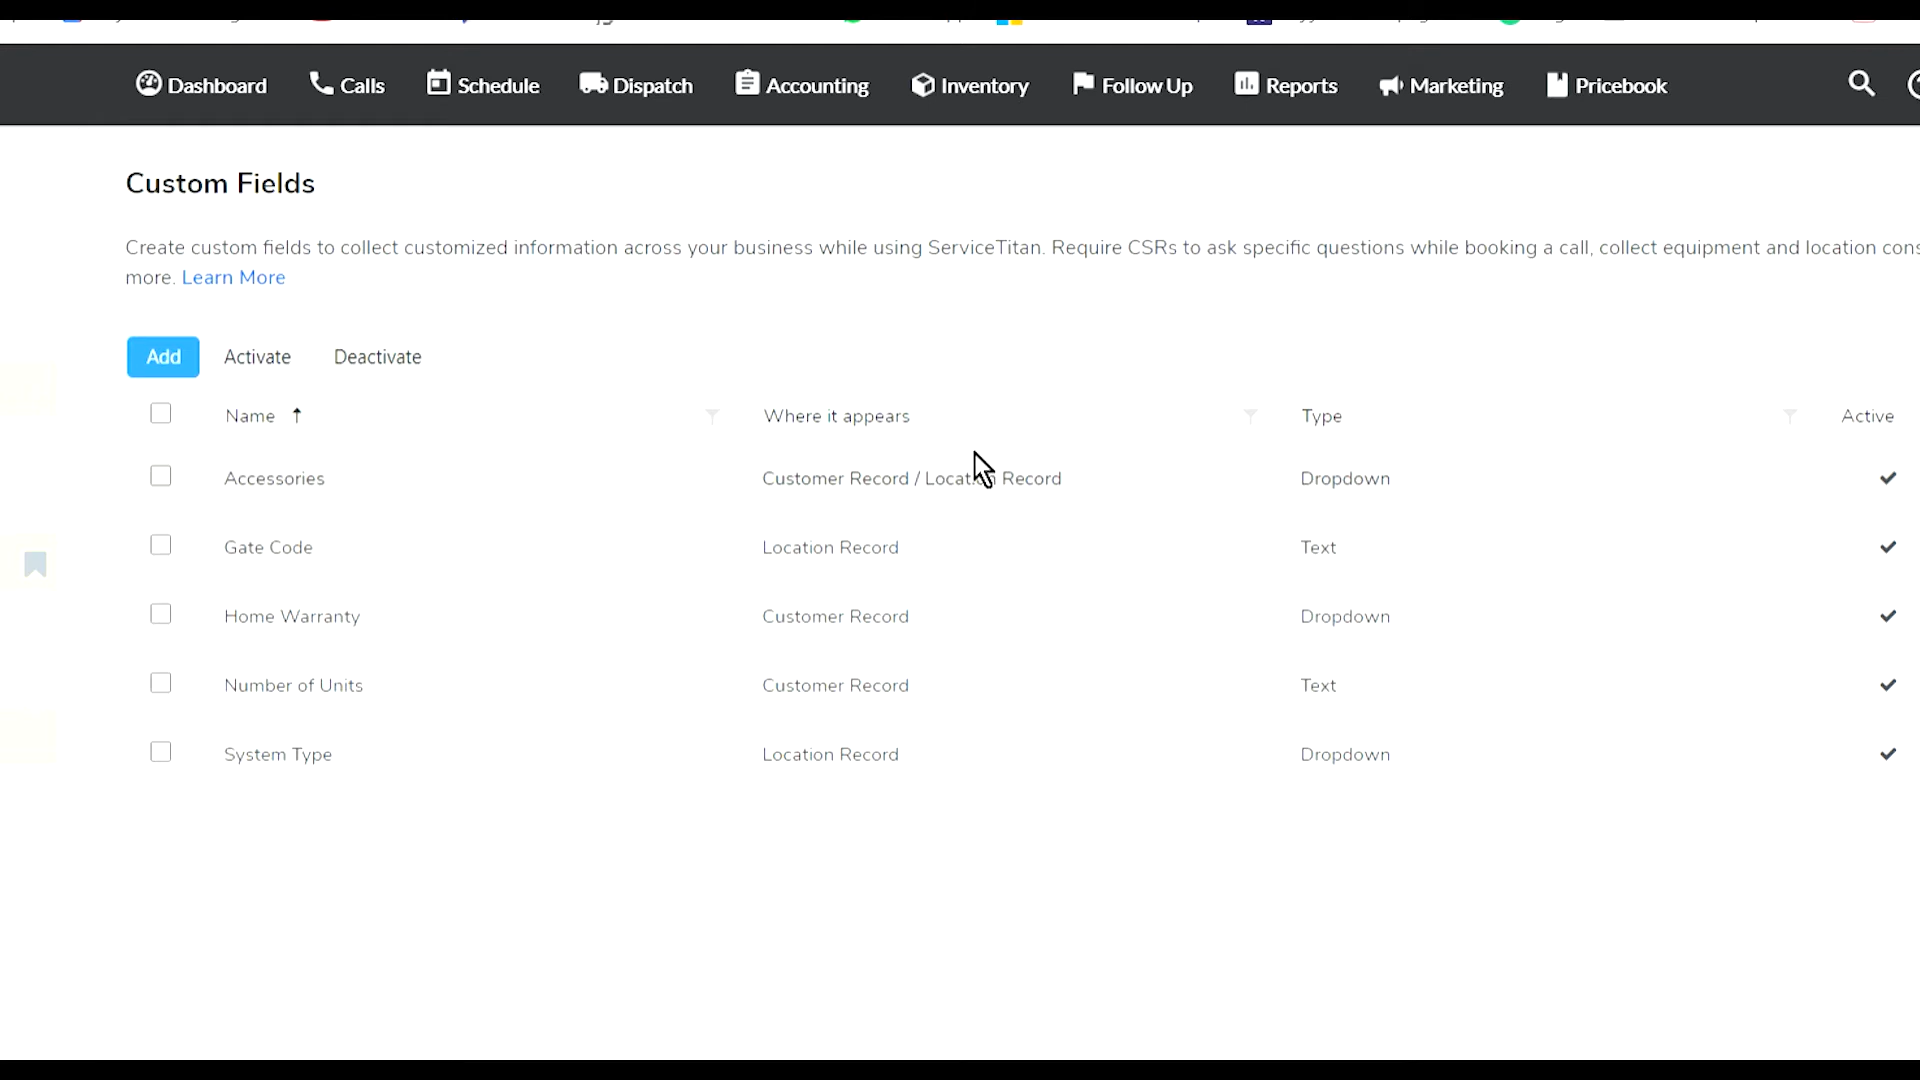 Dashboard Calls Schedule Dispatch Accounting Inventory Follow Up Reports Marketing Pricebook
Custom Fields
Create custom fields to collect customized information across your business while using ServiceTitan. Require CSRs to ask specific questions while booking a call, collect equipment and location
more. Learn More
Add Activate Deactivate
Name Where it appears Type Active
Accessories Customer Record / Location Record Dropdown
Gate Code Location Record Text
Home Warranty Customer Record Dropdown
Number of Units Customer Record Text
System Type Location Record Dropdown